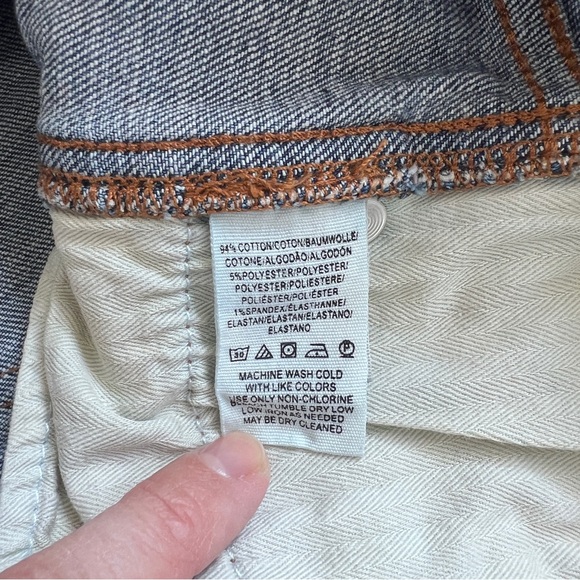 94% COTTON/COTON/BAUMWOLLE/
COTONE/ALGODÃO/ALGODÓN
5%POLYESTER/POLYESTER/
POLYESTER/POLIESTERE/
POLIÉSTER/POLIÉSTER
1%SPANDEX/ÉLASTHANNE/
ELASTAN/ELASTAN/ELASTANO/
ELASTANO
30 P
MACHINE WASH COLD
WITH LIKE COLORS
USE ONLY NON-CHLORINE
TUMBLE DRY LOW
LOW IRON AS NEEDED
MAY BE DRY CLEANED